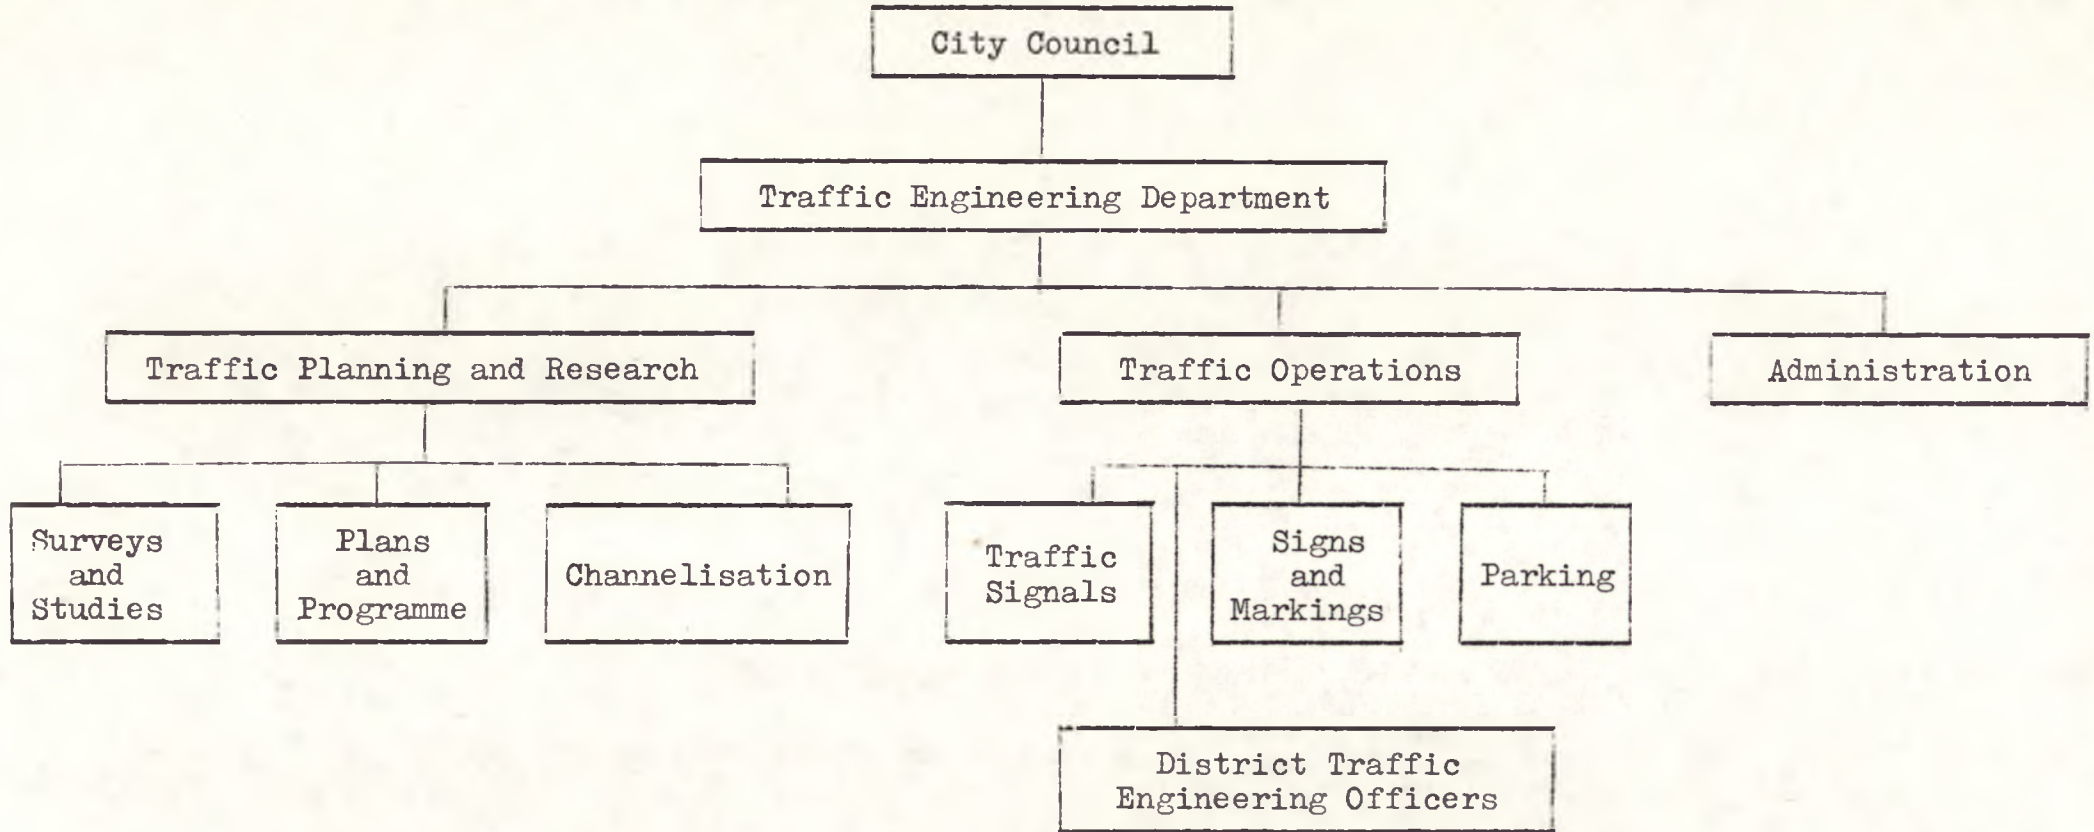 City Council
Traffic Engineering Department
Traffic Planning and Research
Traffic Operations
Administration
Surveys
and
Studies
Plans
and
Programme
Channelisation
Traffic
Signals
Signs
and
Markings
Parking
District Traffic
Engineering Officers